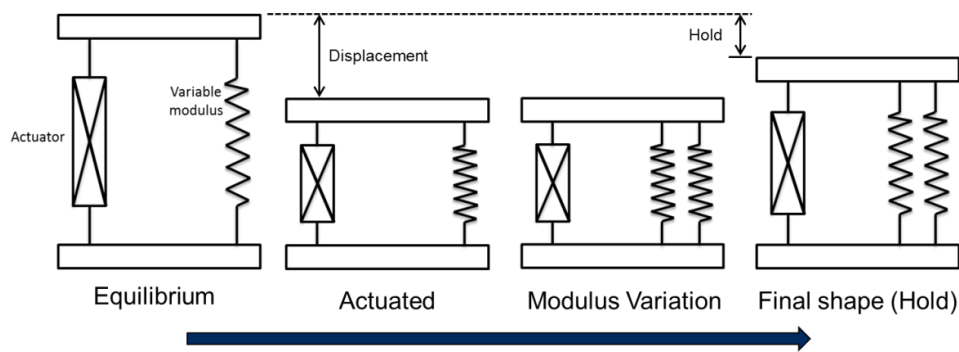 Displacement
Hold
Variable
modulus
Actuator
Equilibrium
Actuated
Modulus Variation
Final shape (Hold)